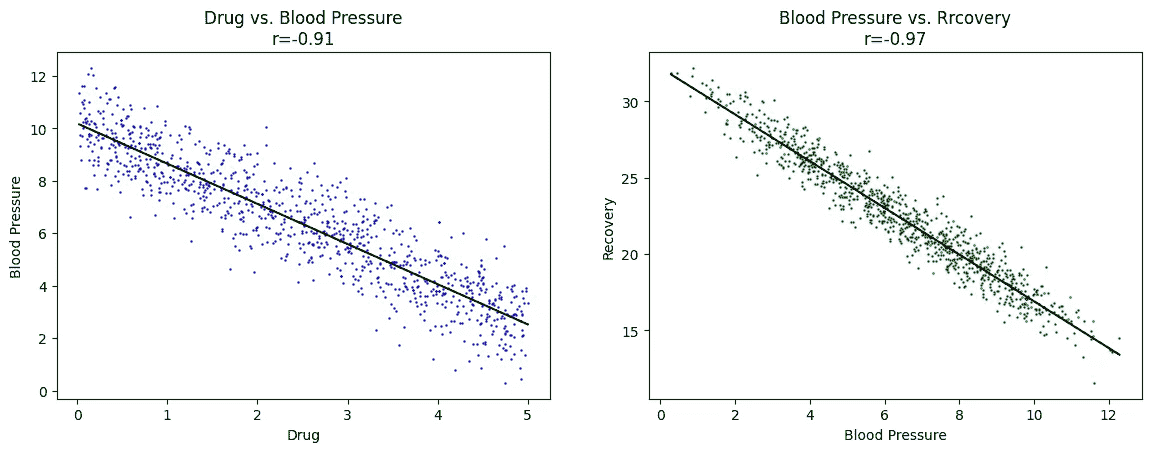 Drug vs. Blood Pressure
r=-0.91
12
10
8
6
4
2
0
Blood Pressure
0 1 2 3 4 5
Drug
Blood Pressure vs. Rrcovery
r=-0.97
30
25
20
15
Recovery
0 2 4 6 8 10 12
Blood Pressure